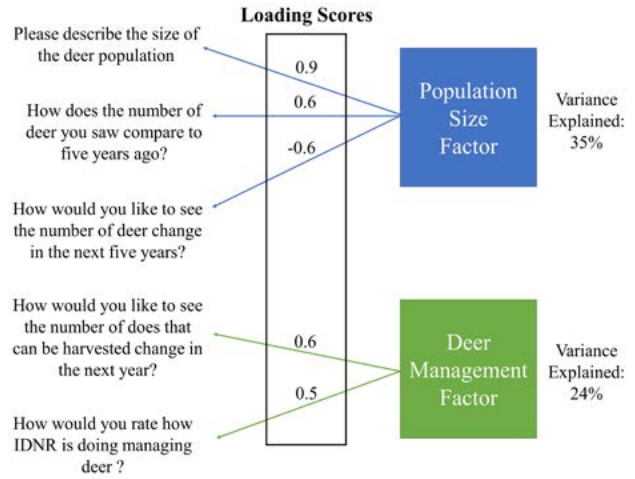 Loading Scores
Please describe the size of
the deer population
0.9
How does the number of
deer you saw compare to
five years ago?
0.6
-0.6
How would you like to see
the number of deer change
in the next five years?
Population
Size
Factor
Variance
Explained:
35%
How would you like to see
the number of does that
can be harvested change in
the next year?
0.6
0.5
How would you rate how
IDNR is doing managing
deer ?
Deer
Management
Factor
Variance
Explained:
24%